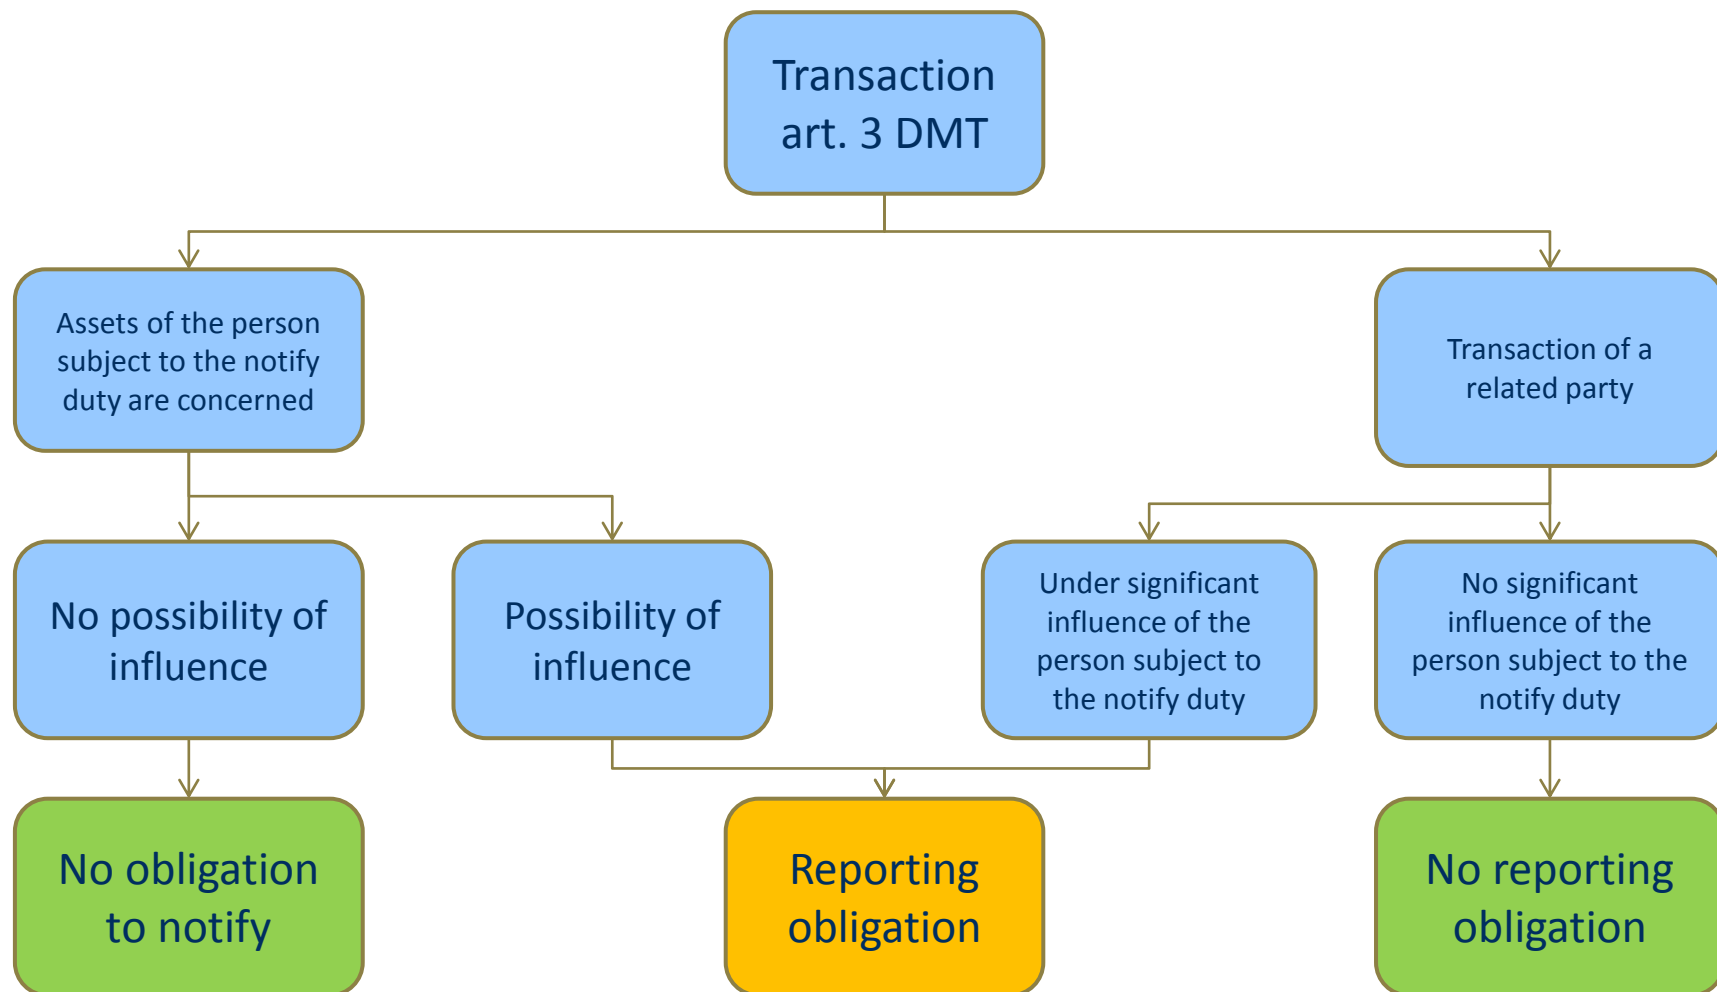 Transaction
art. 3 DMT
Assets of the person
subject to the notify
duty are concerned
Transaction of a
related party
No possibility of
influence
Possibility of
influence
Under significant
influence of the
person subject to
the notify duty
No significant
influence of the
person subject to the
notify duty
No obligation
to notify
Reporting
obligation
No reporting
obligation